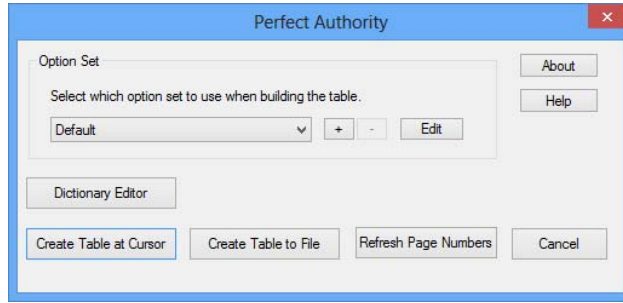 Perfect Authority
×
Option Set
Select which option set to use when building the table.
Default
+
-
Edit
About
Help
Dictionary Editor
Create Table at Cursor
Create Table to File
Refresh Page Numbers
Cancel